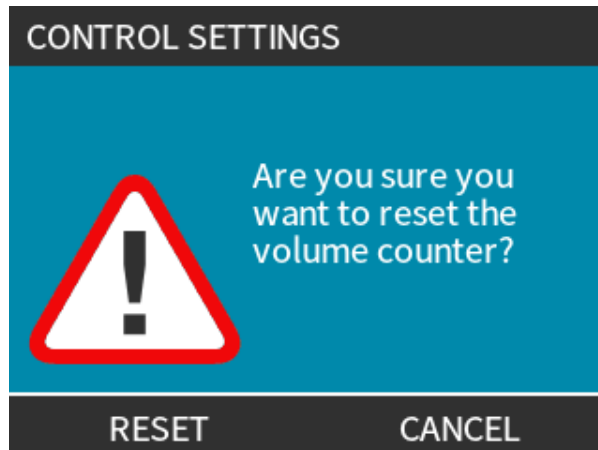 CONTROL SETTINGS
Are you sure you
want to reset the
volume counter?
!
RESET
CANCEL